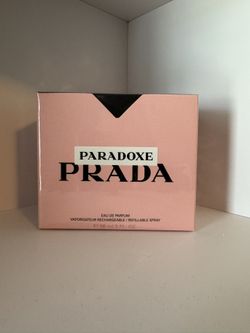 PARADOXE
PRADA
EAU DE PARFUM
VAPORISATEUR RECHARGEABLE / REFILLABLE SPRAY